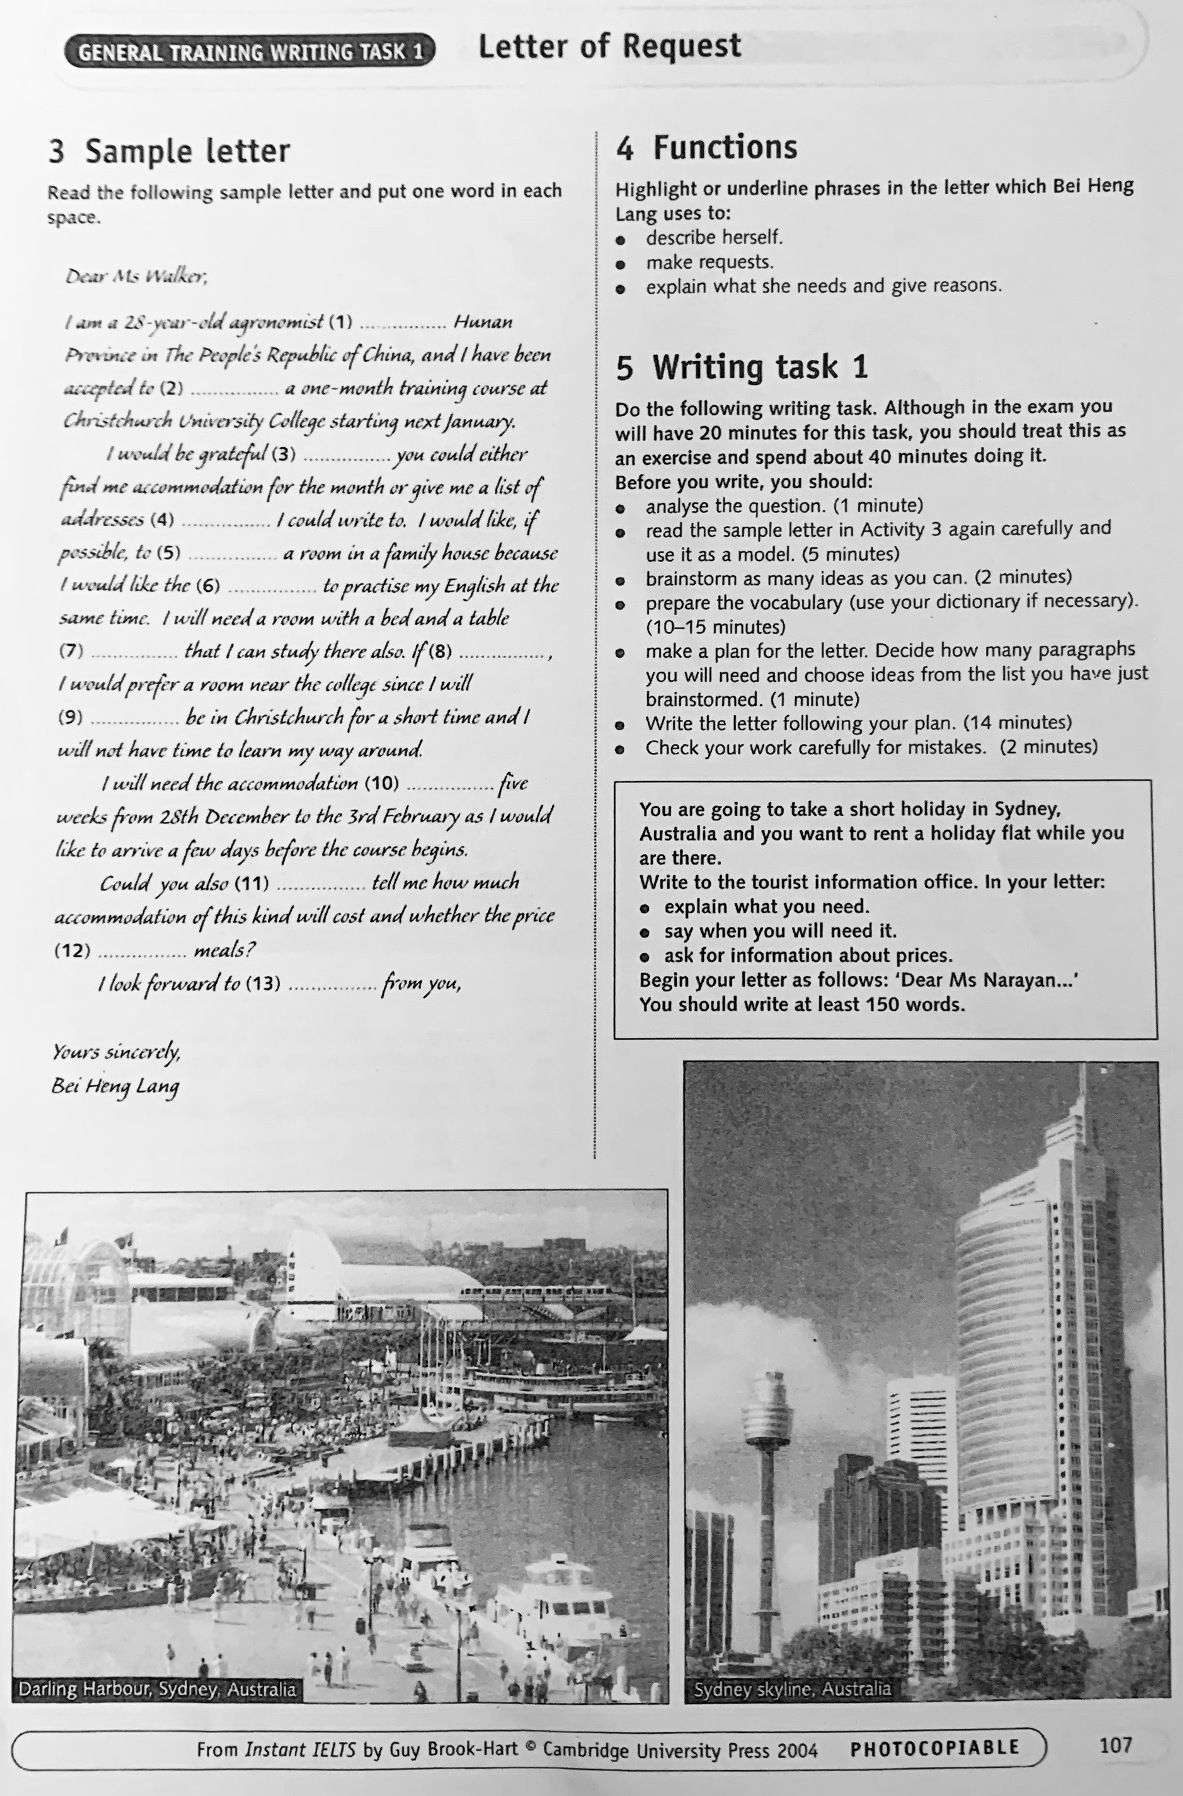 GENERAL TRAINING WRITING TASK 1
Letter of Request
3 Sample letter
Read the following sample letter and put one word in each
space.
Dear Ms Walker,
I am a 28-year-old agronomist (1) ................ Hunan
Province in The People's Republic of China, and I have been
accepted to (2) ................ a one-month training course at
Christchurch University College starting next January.
I would be grateful (3) ................ you could either
find me accommodation for the month or give me a list of
addresses (4) ................ I could write to. I would like, if
possible, to (5) ................ a room in a family house because
I would like the (6) ................ to practise my English at the
same time. I will need a room with a bed and a table
(7) ................ that I can study there also. If (8) ................,
I would prefer a room near the college since I will
(9) ................ be in Christchurch for a short time and I
will not have time to learn my way around.
I will need the accommodation (10) ................ five
weeks from 28th December to the 3rd February as I would
like to arrive a few days before the course begins.
Could you also (11) ................ tell me how much
accommodation of this kind will cost and whether the price
(12) ................ meals?
I look forward to (13) ................ from you,
Yours sincerely,
Bei Heng Lang
4 Functions
Highlight or underline phrases in the letter which Bei Heng
Lang uses to:
● describe herself.
● make requests.
● explain what she needs and give reasons.
5 Writing task 1
Do the following writing task. Although in the exam you
will have 20 minutes for this task, you should treat this as
an exercise and spend about 40 minutes doing it.
Before you write, you should:
● analyse the question. (1 minute)
● read the sample letter in Activity 3 again carefully and
use it as a model. (5 minutes)
● brainstorm as many ideas as you can. (2 minutes)
● prepare the vocabulary (use your dictionary if necessary).
(10–15 minutes)
● make a plan for the letter. Decide how many paragraphs
you will need and choose ideas from the list you have just
brainstormed. (1 minute)
● Write the letter following your plan. (14 minutes)
● Check your work carefully for mistakes. (2 minutes)
You are going to take a short holiday in Sydney,
Australia and you want to rent a holiday flat while you
are there.
Write to the tourist information office. In your letter:
● explain what you need.
● say when you will need it.
● ask for information about prices.
Begin your letter as follows: 'Dear Ms Narayan...'
You should write at least 150 words.
Darling Harbour, Sydney, Australia
Sydney skyline, Australia
From Instant IELTS by Guy Brook-Hart © Cambridge University Press 2004 PHOTOCOPIABLE
107